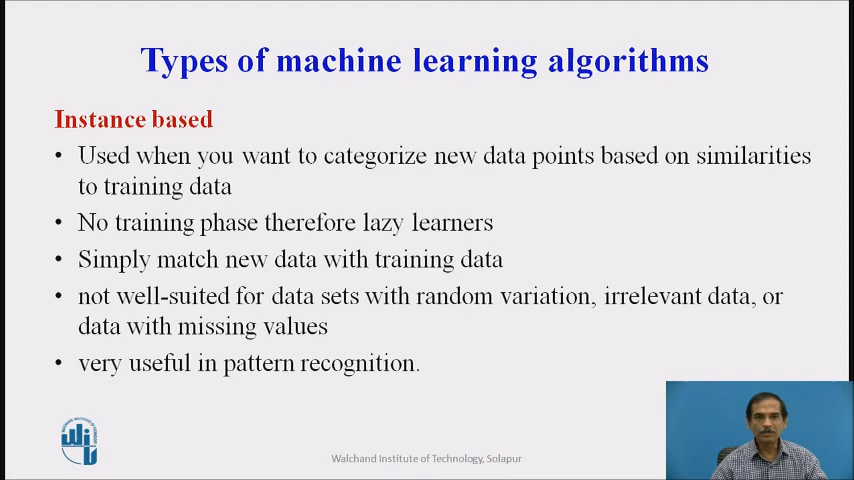 Types of machine learning algorithms
Instance based
• Used when you want to categorize new data points based on similarities
to training data
• No training phase therefore lazy learners
• Simply match new data with training data
• not well-suited for data sets with random variation, irrelevant data, or
data with missing values
• very useful in pattern recognition.
Walchand Institute of Technology, Solapur